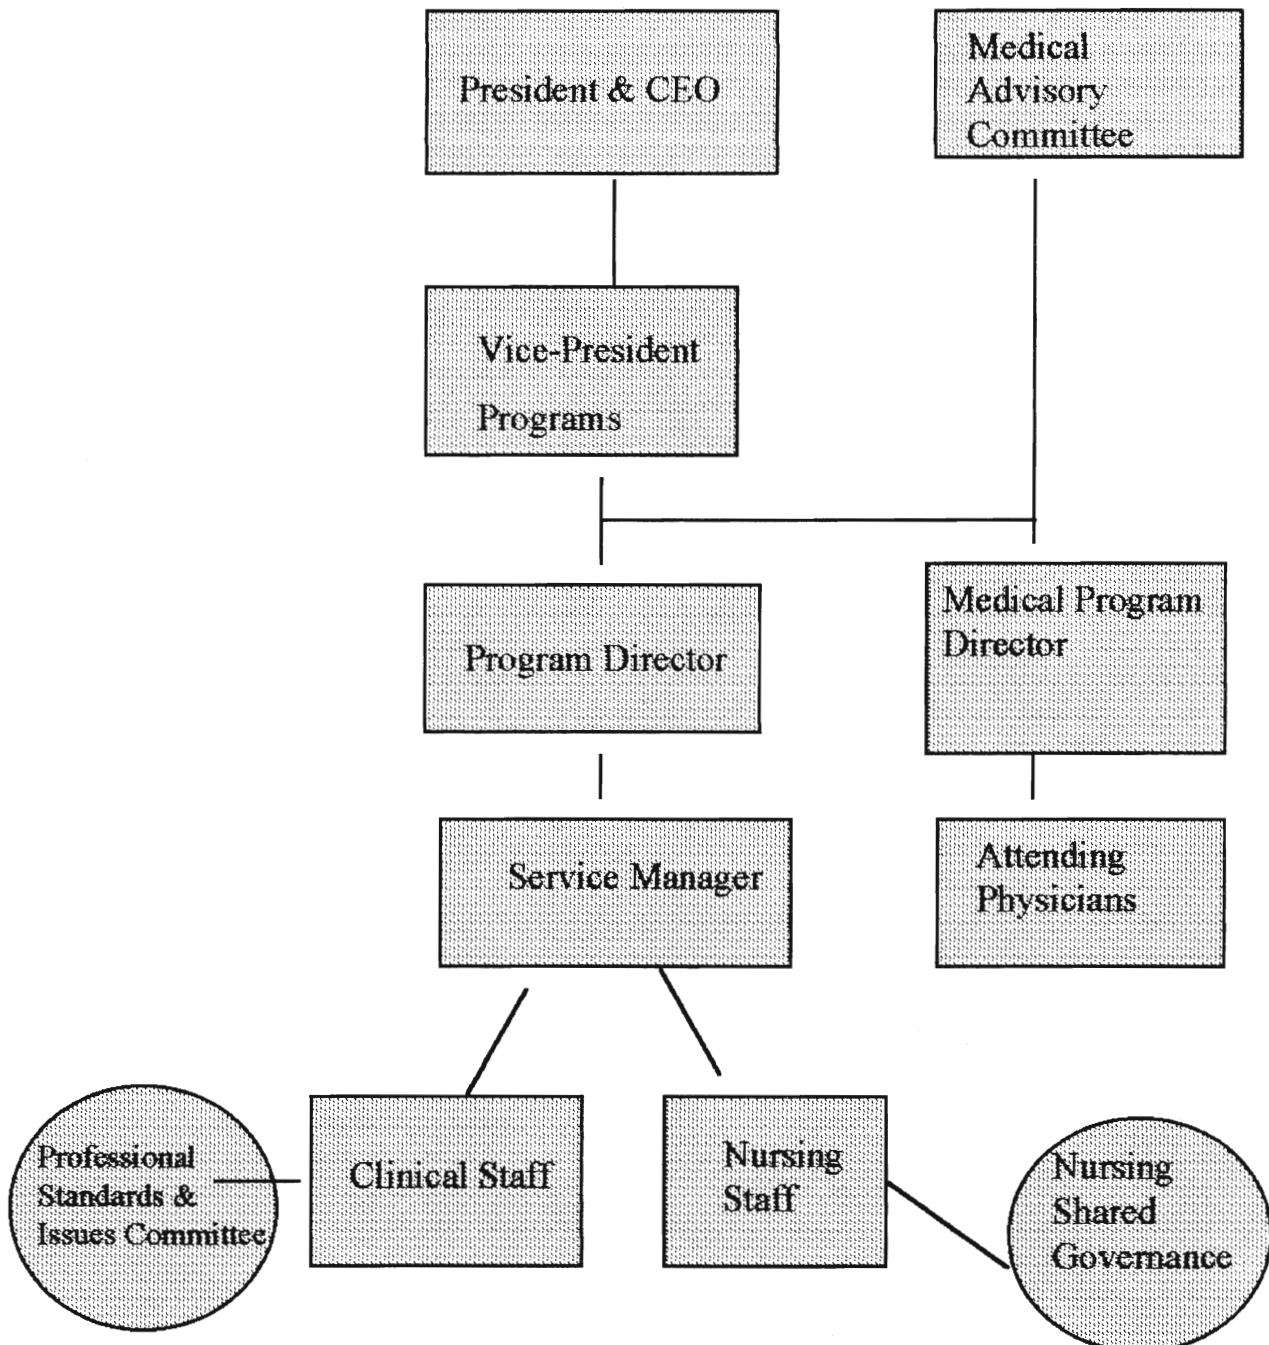 President & CEO
Medical
Advisory
Committee
Vice-President
Programs
Program Director
Medical Program
Director
Service Manager
Attending
Physicians
Professional
Standards &
Issues Committee
Clinical Staff
Nursing
Staff
Nursing
Shared
Governance